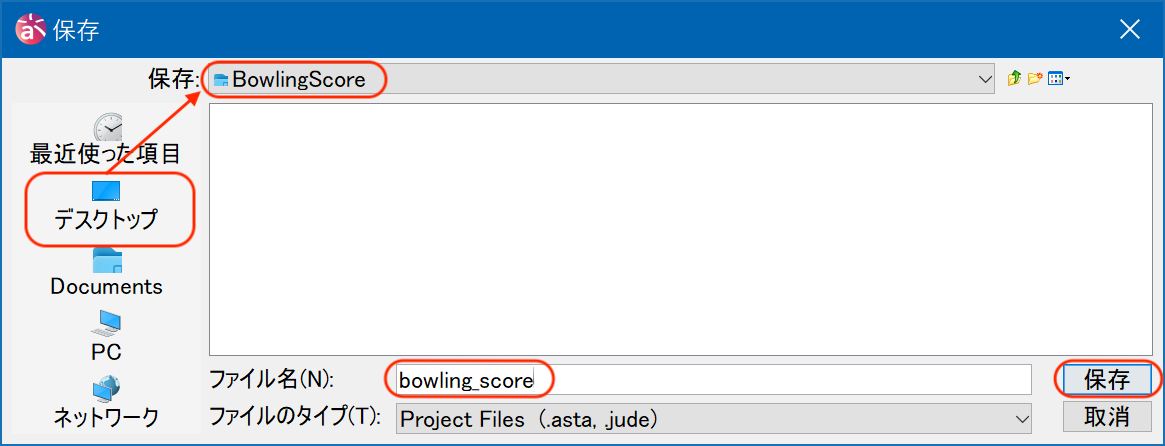 保存
保存: BowlingScore
最近使った項目
デスクトップ
Documents
PC
ネットワーク
ファイル名(N): bowling_score 保存
ファイルのタイプ(T): Project Files (.asta, .jude) 取消